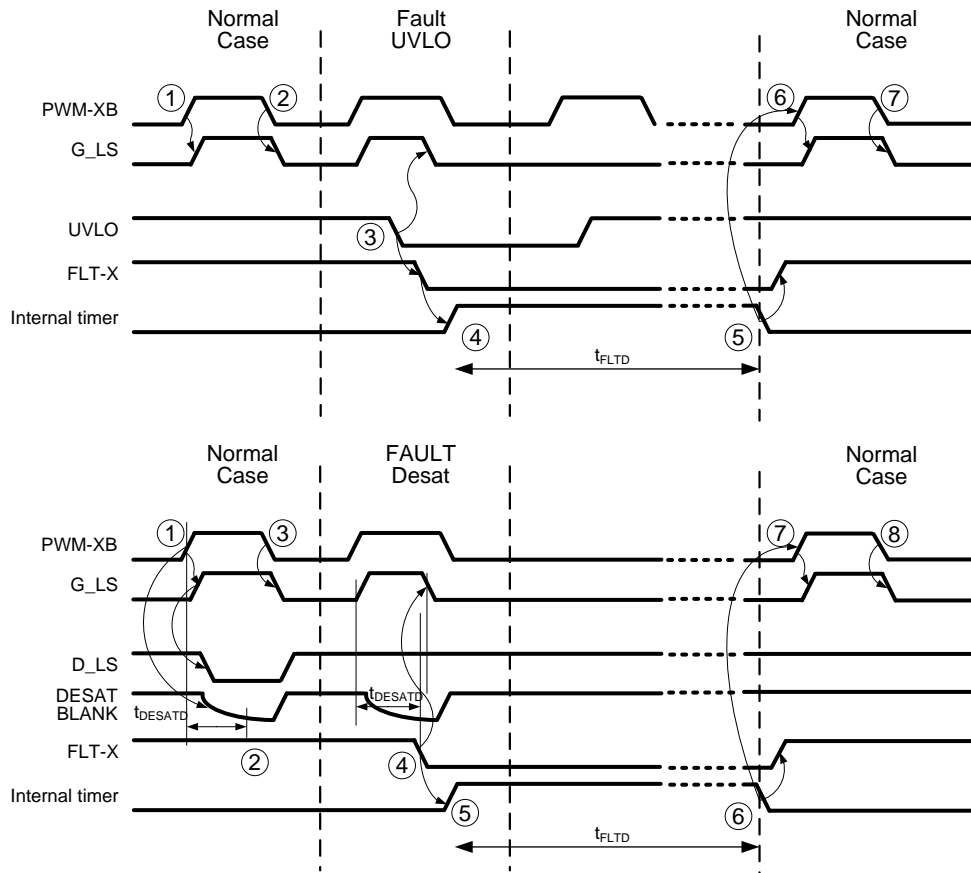 Normal
Case
Fault
UVLO
Normal
Case
PWM-XB
1
2
6
7
G_LS
UVLO
3
FLT-X
Internal timer
4
5
tFLTD
Normal
Case
FAULT
Desat
Normal
Case
PWM-XB
1
3
7
8
G_LS
D_LS
DESAT
BLANK
tDESATD
tDESATD
FLT-X
2
4
Internal timer
5
6
tFLTD